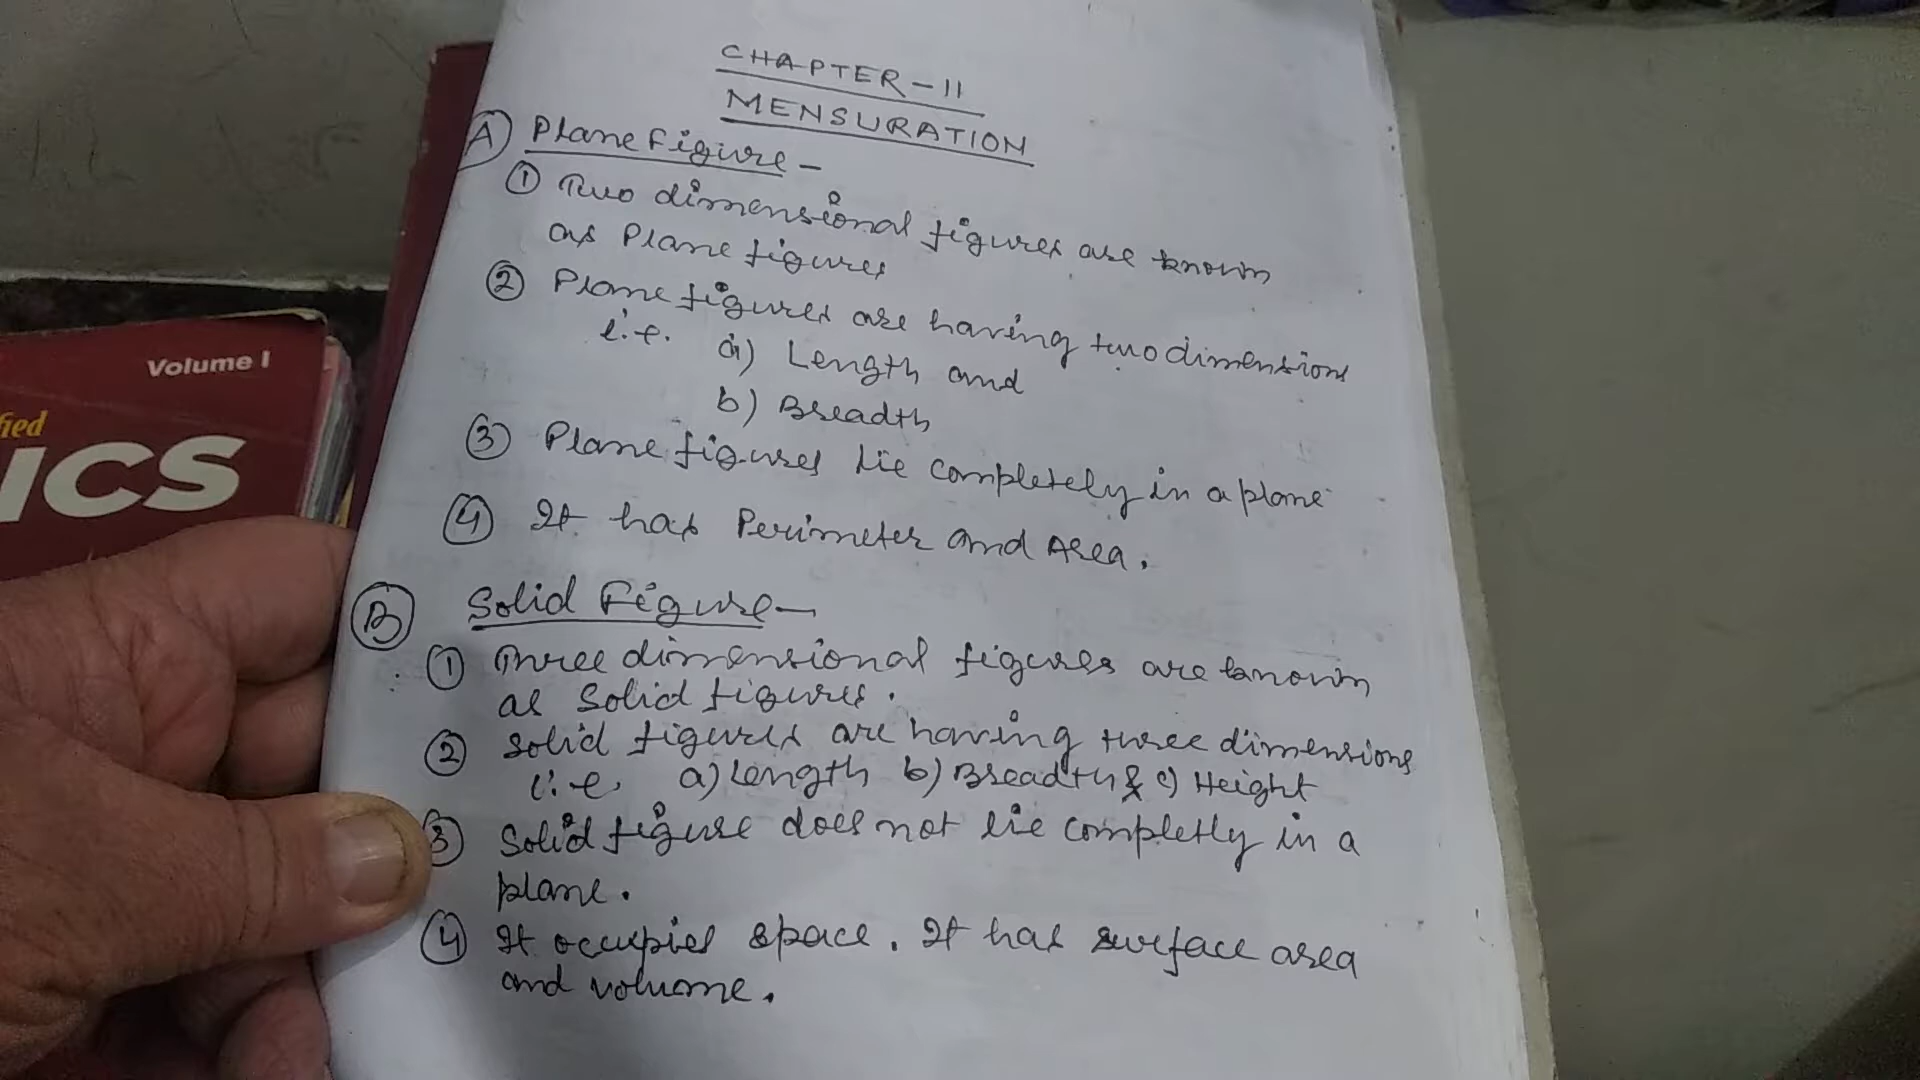 CHAPTER-11
MENSURATION
A Plane Figure -
① Two dimensional figures are known
as Plane figures
② Plane figures are having two dimensions
i.e. a) Length and
b) Breadth
③ Plane figures lie completely in a plane
④ It has Perimeter and Area.
B Solid Figure -
① Three dimensional figures are known
as Solid figures.
② Solid figures are having three dimensions
i.e. a) Length b) Breadth & c) Height
③ Solid figure does not lie completly in a
plane.
④ It occupies space. It has surface area
and volume.
Volume I
fied
ICS